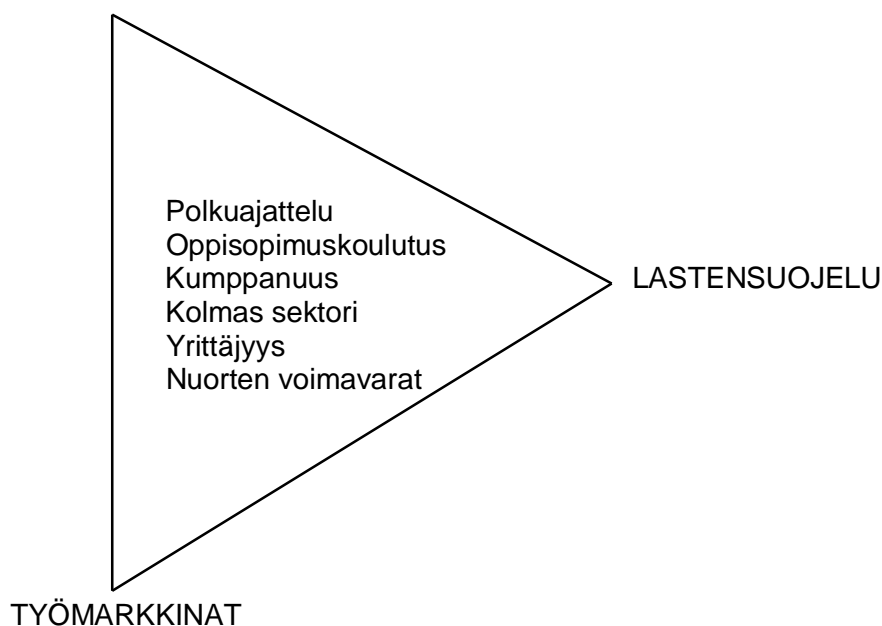 Polkuajattelu
Oppisopimuskoulutus
Kumppanuus
Kolmas sektori
Yrittäjyys
Nuorten voimavarat
LASTENSUOJELU
TYÖMARKKINAT